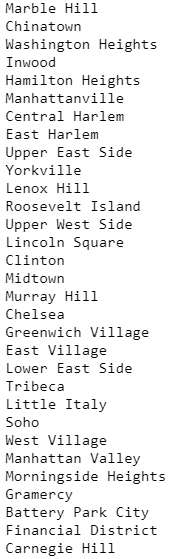 Marble Hill
Chinatown
Washington Heights
Inwood
Hamilton Heights
Manhattanville
Central Harlem
East Harlem
Upper East Side
Yorkville
Lenox Hill
Roosevelt Island
Upper West Side
Lincoln Square
Clinton
Midtown
Murray Hill
Chelsea
Greenwich Village
East Village
Lower East Side
Tribeca
Little Italy
Soho
West Village
Manhattan Valley
Morningside Heights
Gramercy
Battery Park City
Financial District
Carnegie Hill